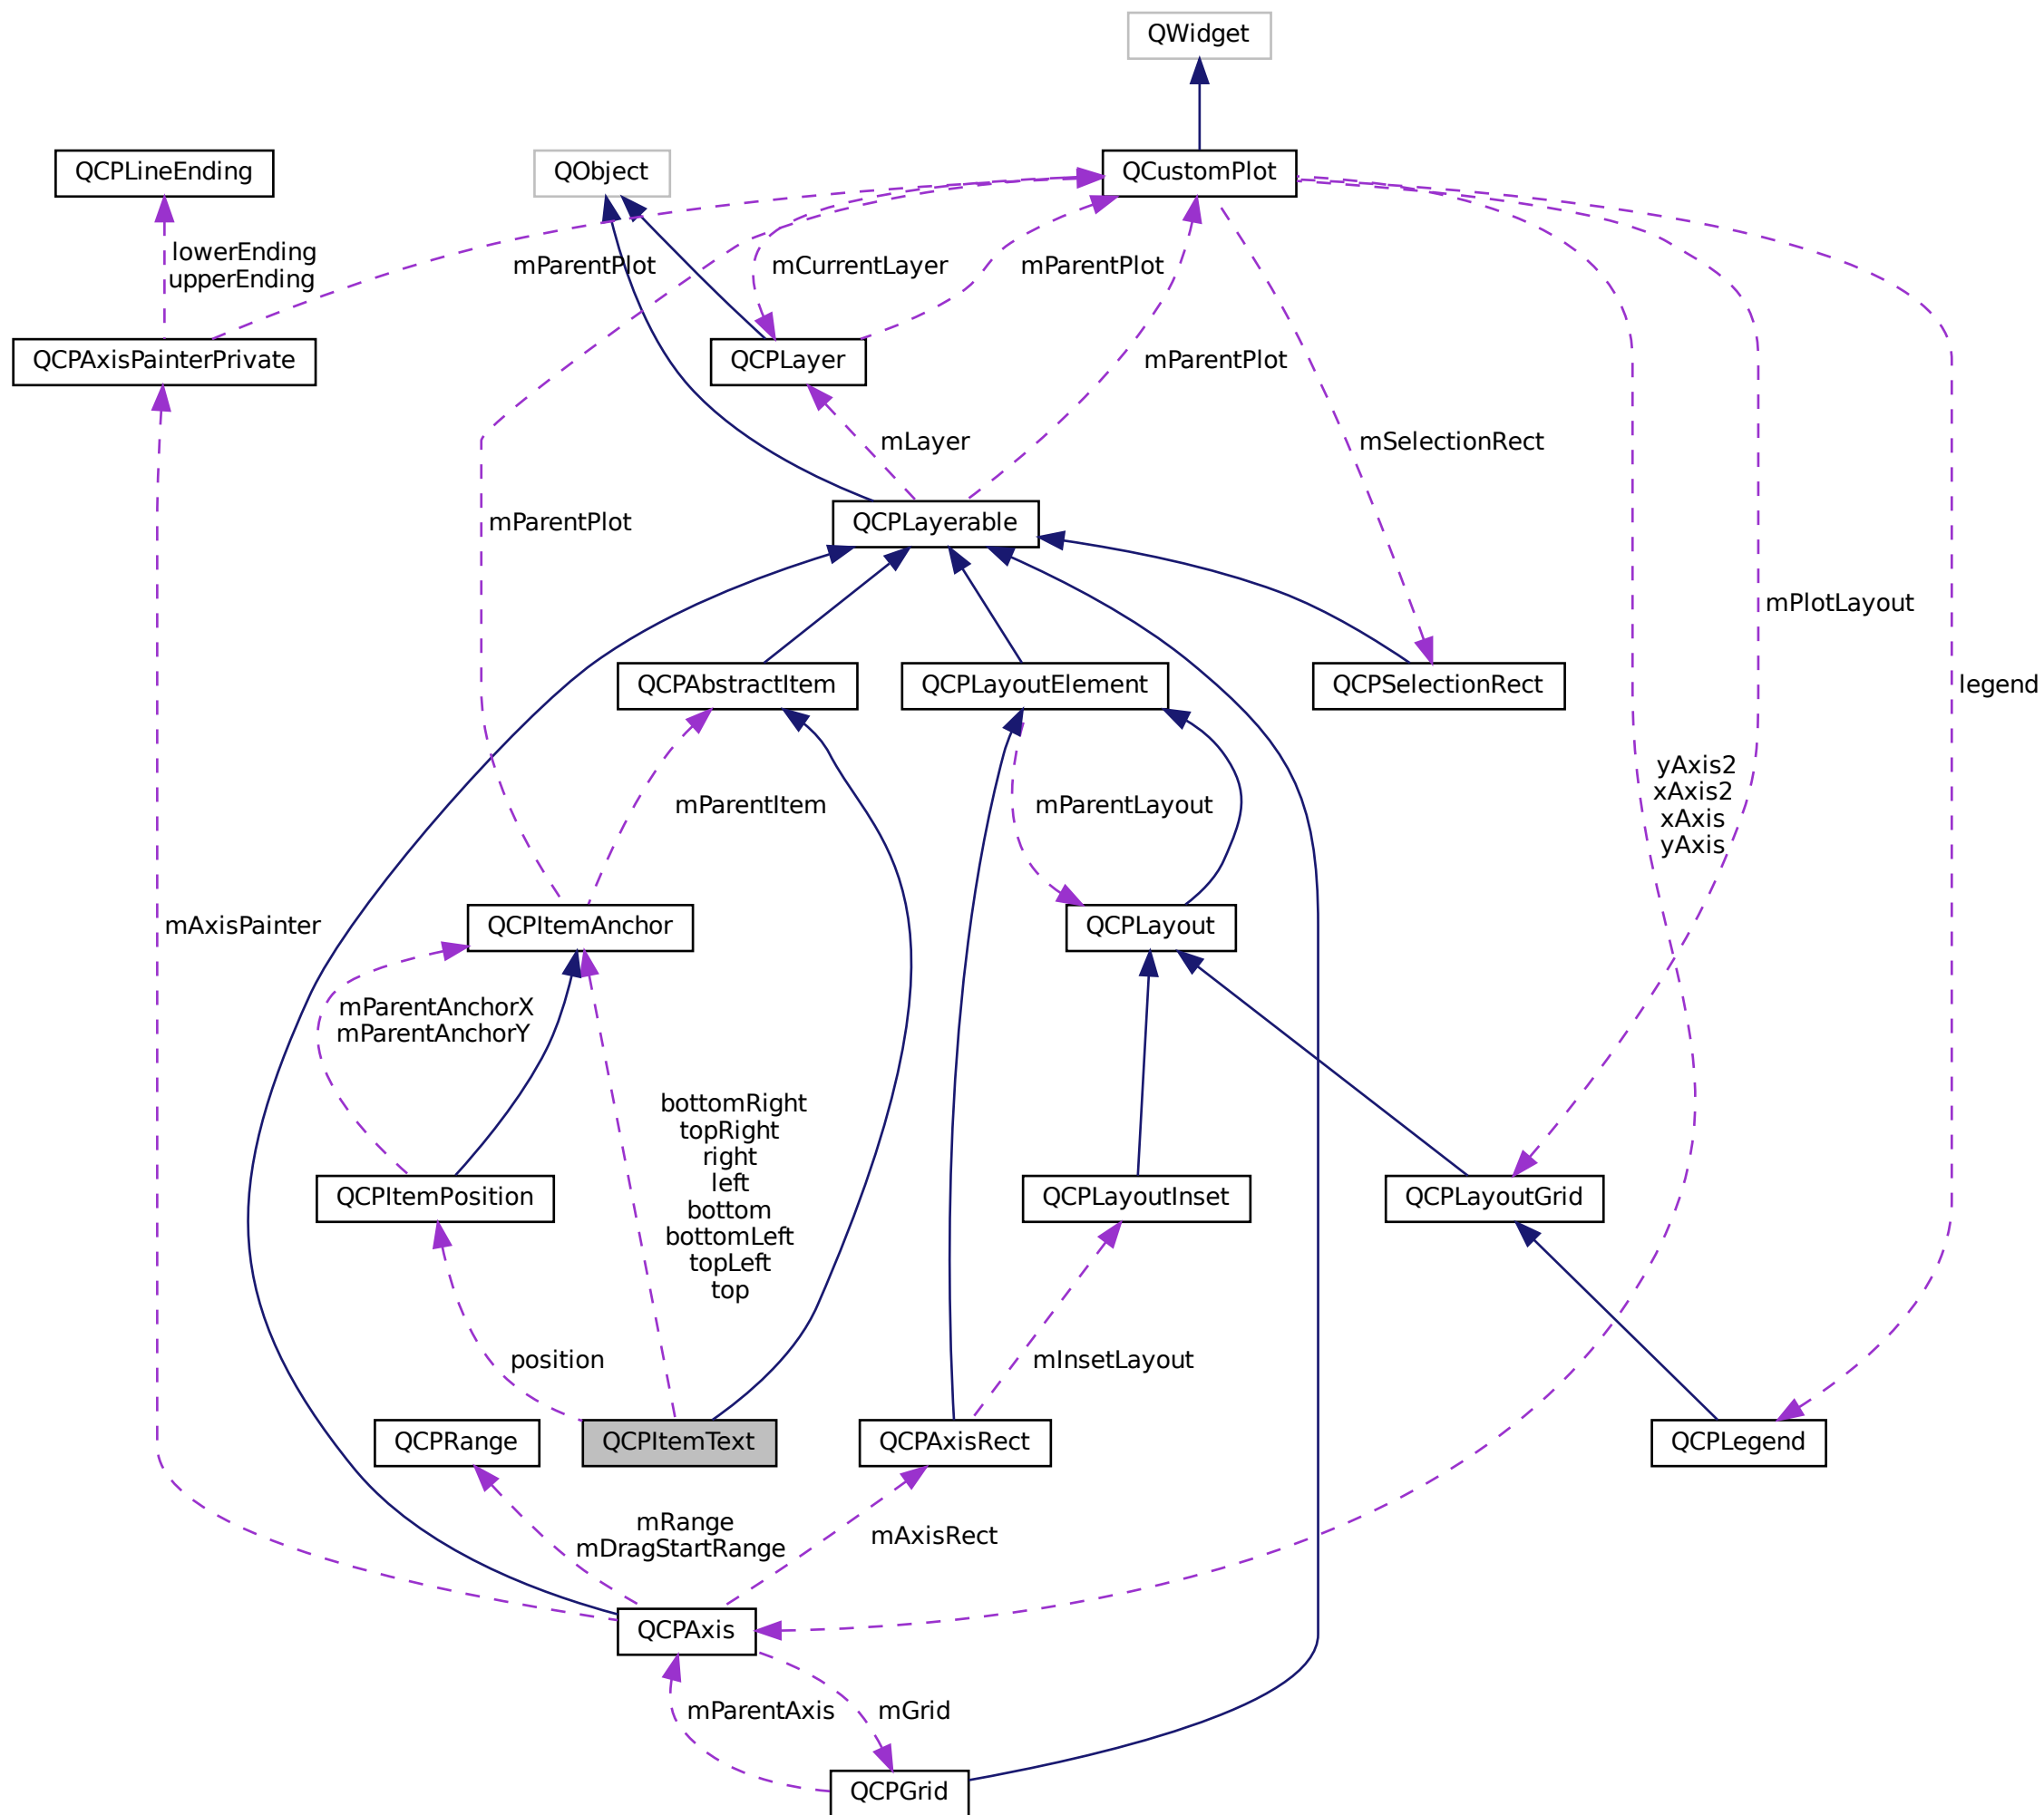 QWidget
QCPLineEnding
QObject
QCustomPlot
lowerEnding
upperEnding
mParentPlot
mCurrentLayer
mParentPlot
QCPAxisPainterPrivate
QCPLayer
mParentPlot
mLayer
mSelectionRect
mParentPlot
QCPLayerable
mPlotLayout
QCPAbstractItem
QCPLayoutElement
QCPSelectionRect
legend
mParentItem
mParentLayout
yAxis2
xAxis2
xAxis
yAxis
mAxisPainter
QCPItemAnchor
QCPLayout
mParentAnchorX
mParentAnchorY
bottomRight
topRight
right
left
bottom
bottomLeft
topLeft
top
QCPItemPosition
QCPLayoutInset
QCPLayoutGrid
position
mInsetLayout
QCPRange
QCPItemText
QCPAxisRect
QCPLegend
mRange
mDragStartRange
mAxisRect
QCPAxis
mParentAxis
mGrid
QCPGrid